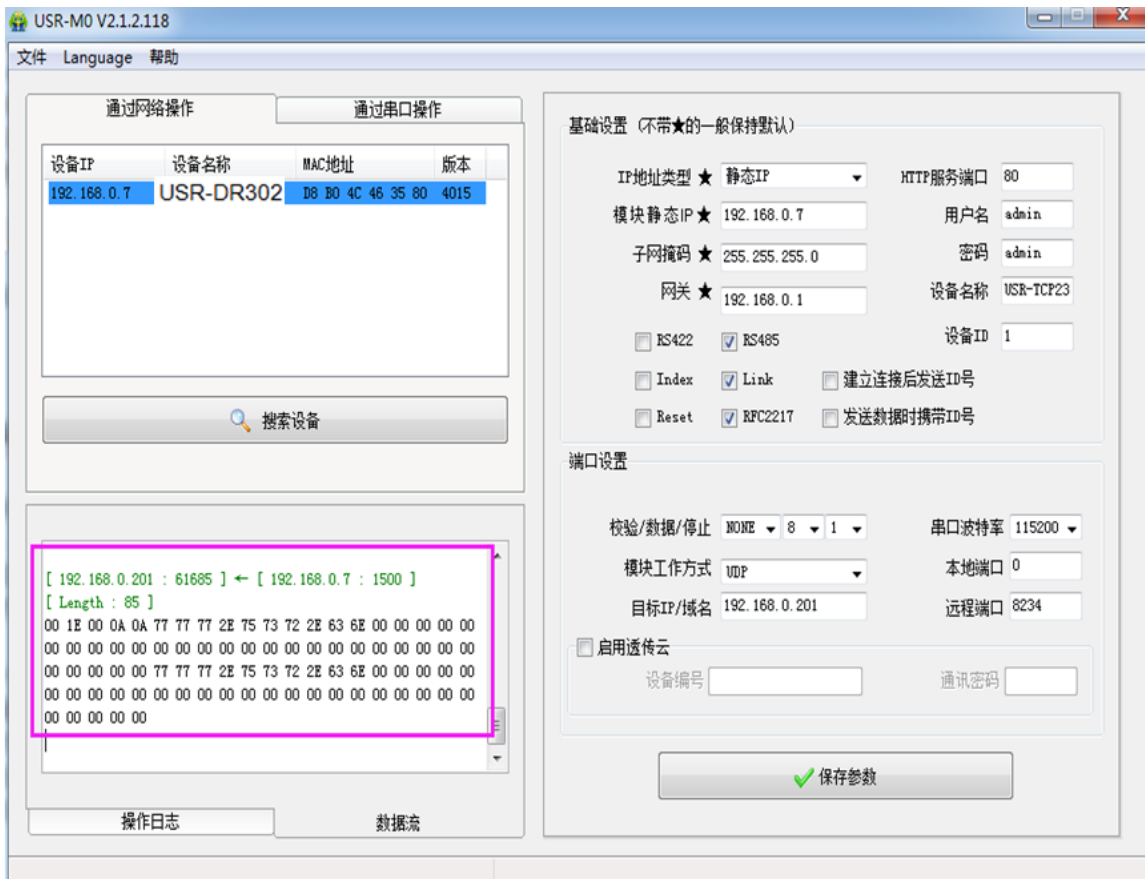 USR-M0 V2.1.2.118
文件 Language 帮助
通过网络操作 通过串口操作
设备IP 设备名称 MAC地址 版本
192.168.0.7 USR-DR302 D8 B0 4C 46 35 80 4015
搜索设备
[ 192.168.0.201 : 61685 ] ← [ 192.168.0.7 : 1500 ]
[ Length : 85 ]
00 1E 00 0A 0A 77 77 77 2E 75 73 72 2E 63 6E 00 00 00 00 00
00 00 00 00 00 00 00 00 00 00 00 00 00 00 00 00 00 00 00 00
00 00 00 00 00 77 77 77 2E 75 73 72 2E 63 6E 00 00 00 00 00
00 00 00 00 00 00 00 00 00 00 00 00 00 00 00 00 00 00 00 00
00 00 00 00 00
操作日志 数据流
基础设置 (不带★的一般保持默认)
IP地址类型 ★ 静态IP HTTP服务端口 80
模块静态IP★ 192.168.0.7 用户名 admin
子网掩码 ★ 255.255.255.0 密码 admin
网关 ★ 192.168.0.1 设备名称 USR-TCP23
RS422 RS485 设备ID 1
Index Link 建立连接后发送ID号
Reset RFC2217 发送数据时携带ID号
端口设置
校验/数据/停止 NONE 8 1 串口波特率 115200
模块工作方式 UDP 本地端口 0
目标IP/域名 192.168.0.201 远程端口 8234
启用透传云
设备编号 通讯密码
保存参数